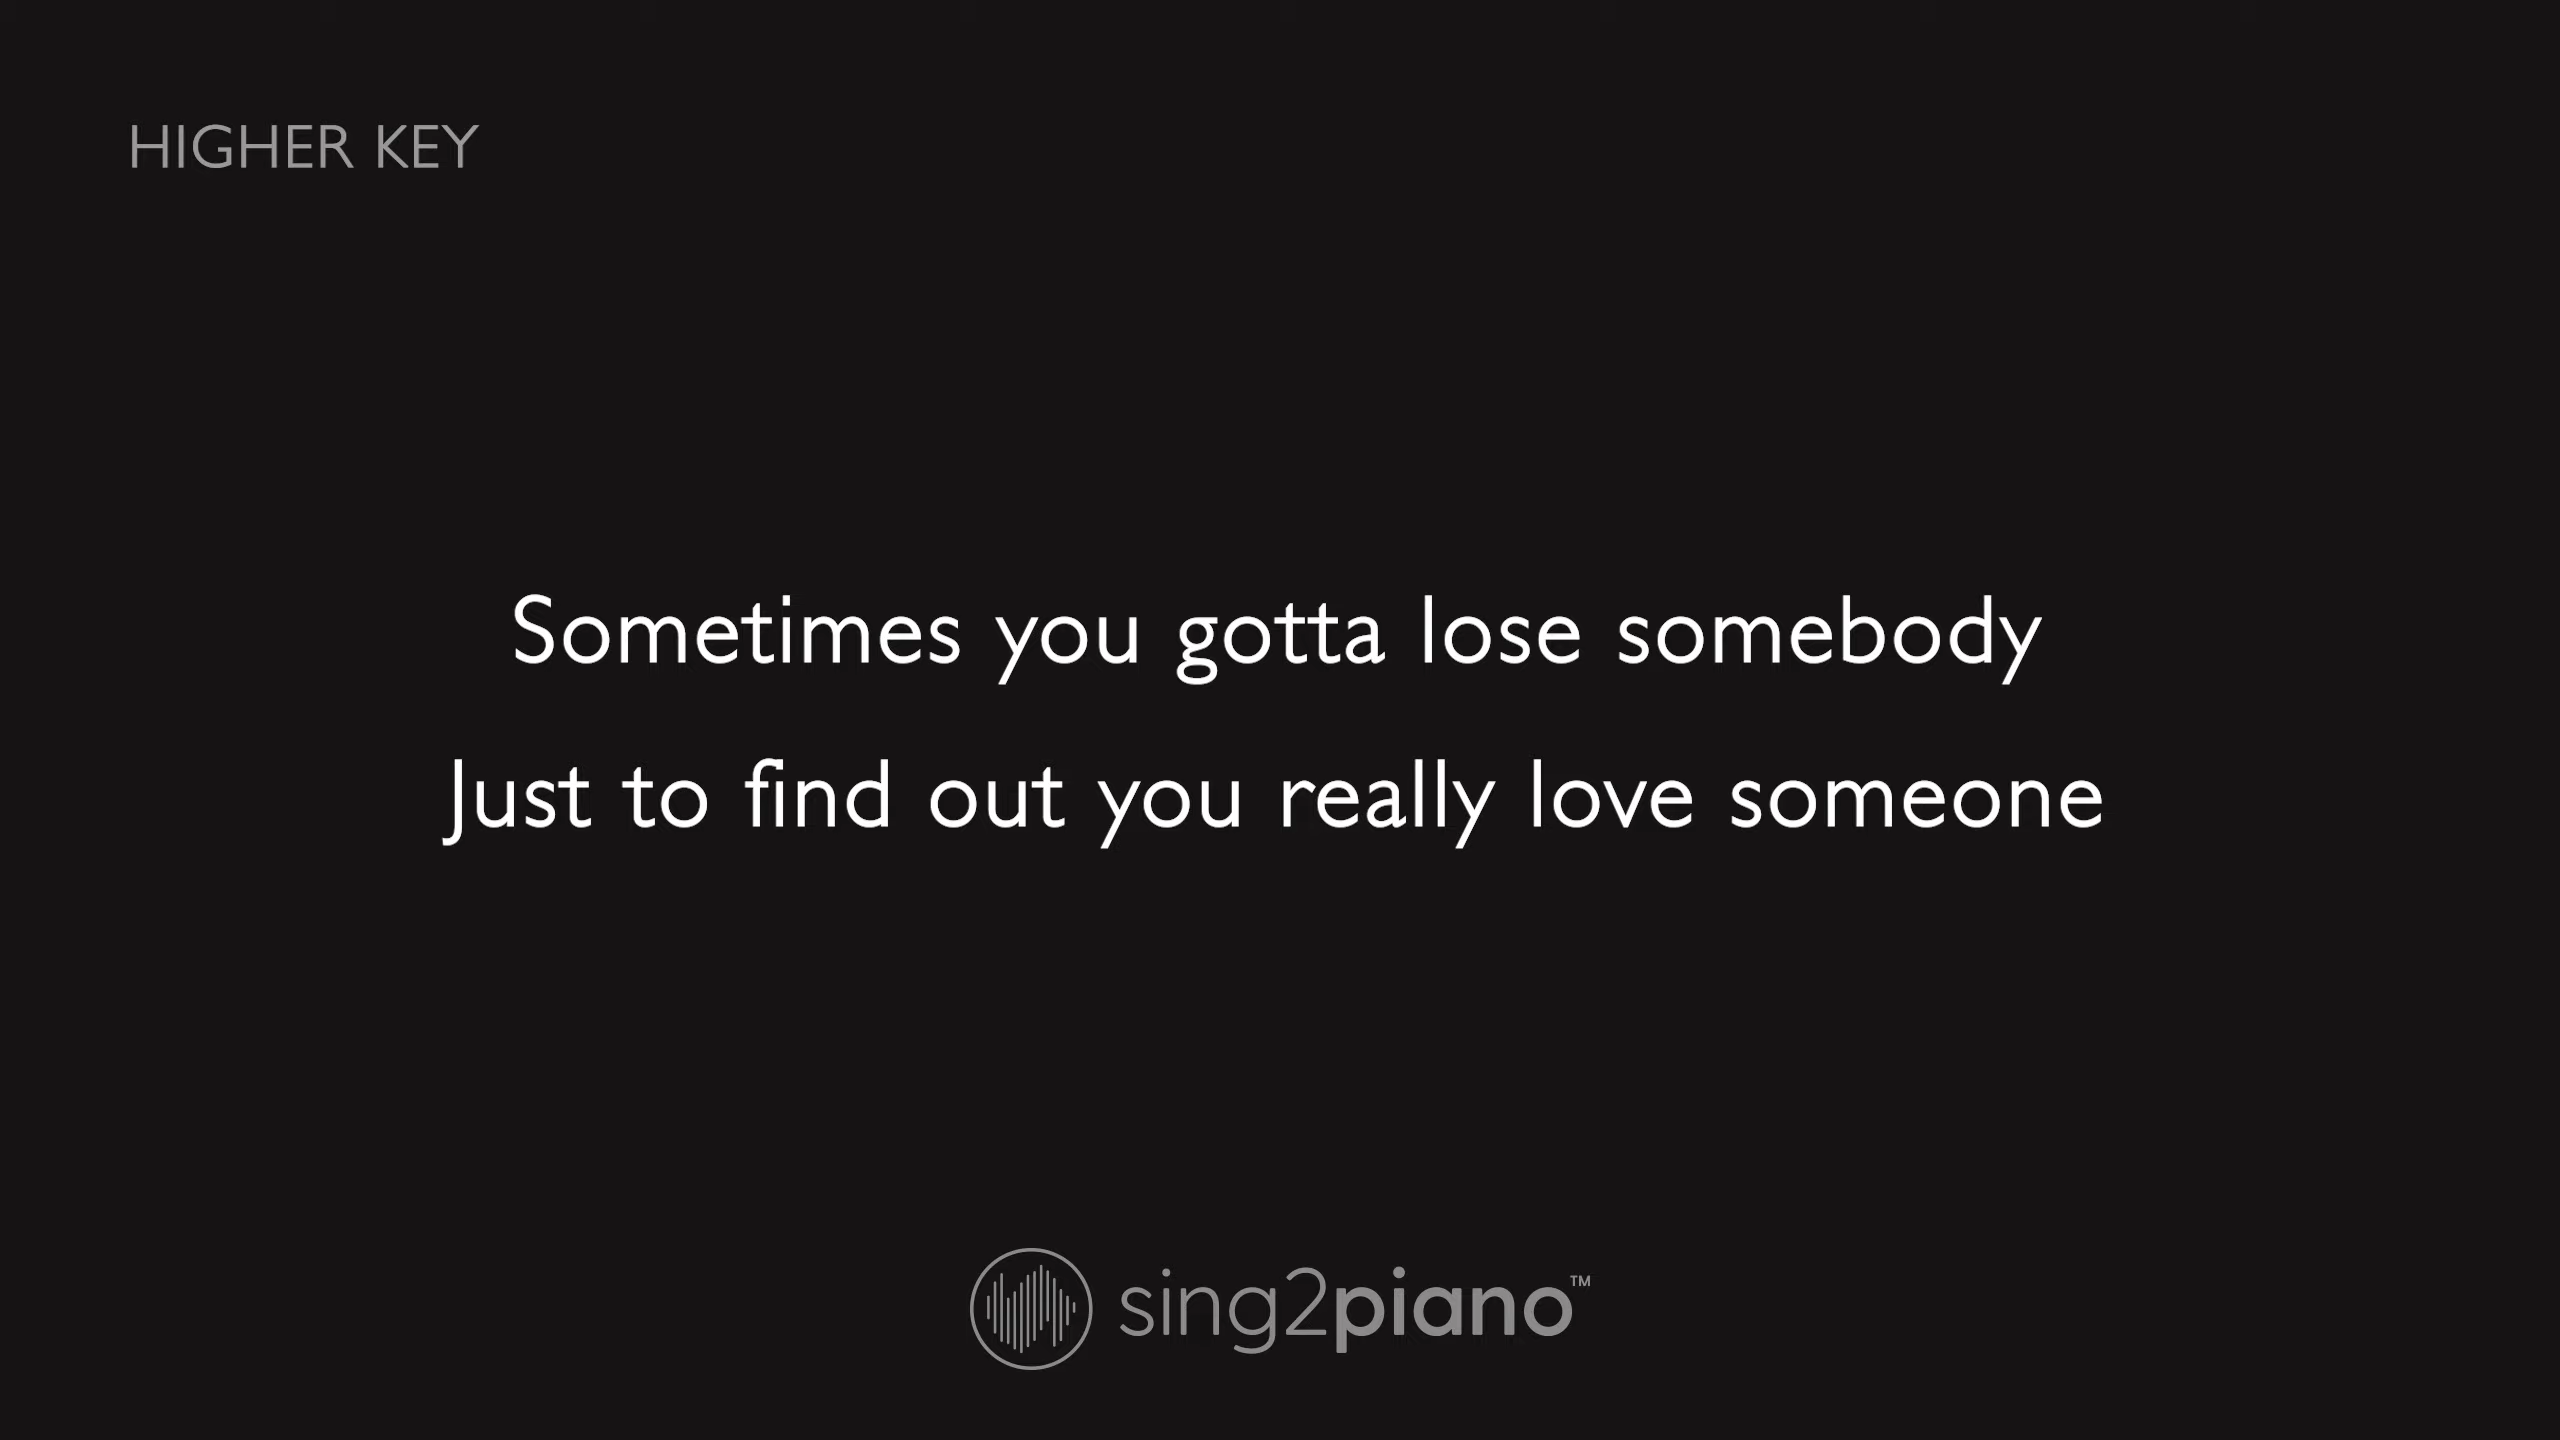 HIGHER KEY
Sometimes you gotta lose somebody
Just to find out you really love someone
sing2piano™